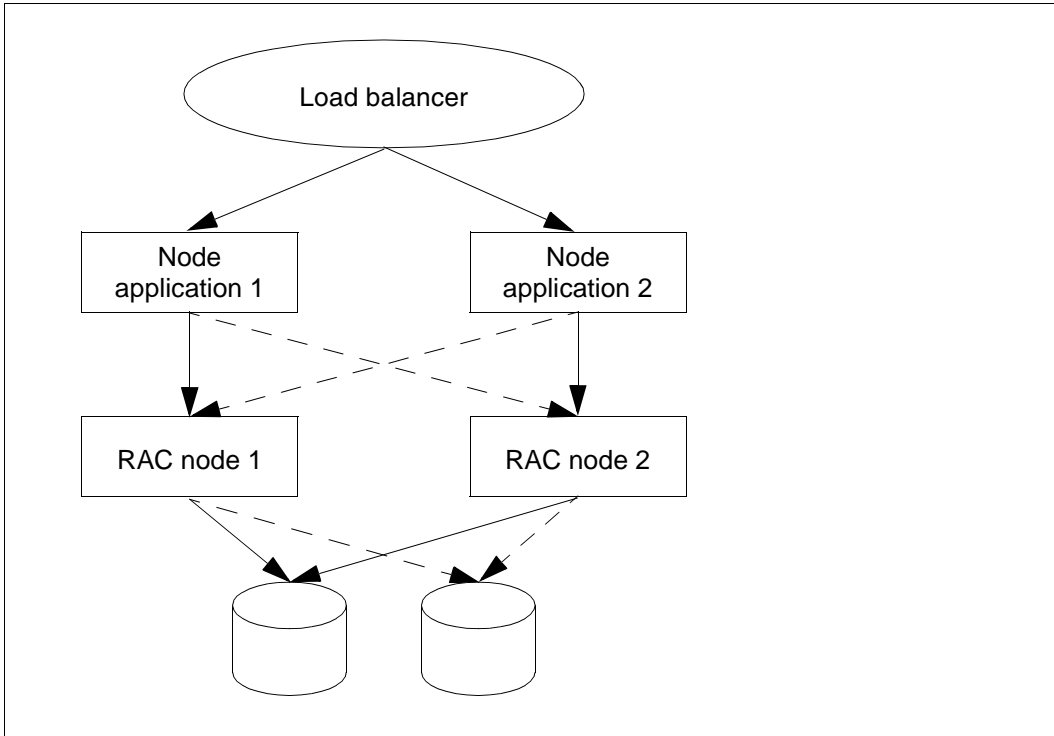 Load balancer
Node
application 1
Node
application 2
RAC node 1
RAC node 2